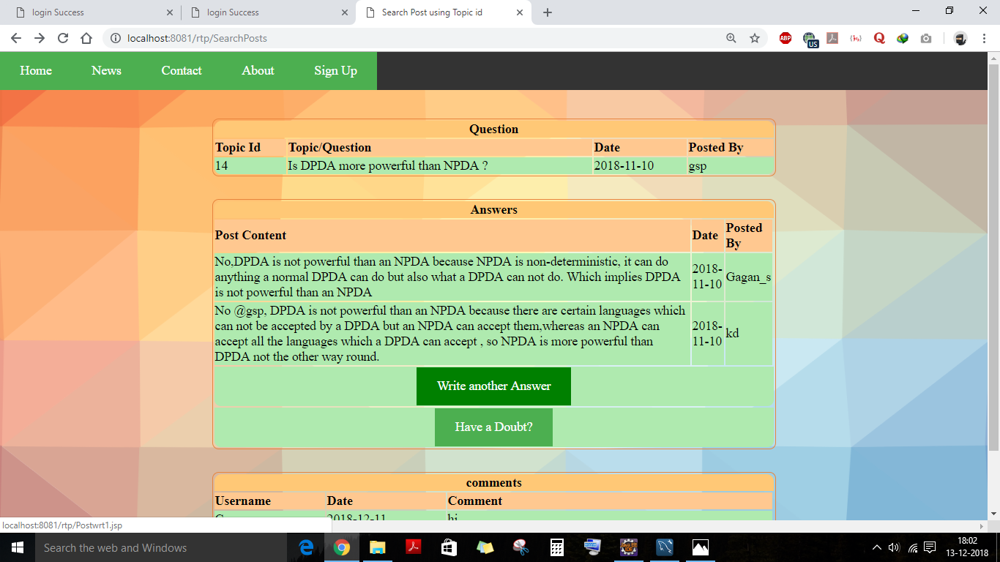 login Success
login Success
Search Post using Topic id
localhost:8081/rtp/SearchPosts
ABP
US
Home News Contact About Sign Up
Question
Topic Id Topic/Question Date Posted By
14 Is DPDA more powerful than NPDA ? 2018-11-10 gsp
Answers
Post Content Date Posted
By
No,DPDA is not powerful than an NPDA because NPDA is non-deterministic, it can do
anything a normal DPDA can do but also what a DPDA can not do. Which implies DPDA
is not powerful than an NPDA
2018-
11-10
Gagan_s
No @gsp, DPDA is not powerful than an NPDA because there are certain languages which
can not be accepted by a DPDA but an NPDA can accept them,whereas an NPDA can
accept all the languages which a DPDA can accept , so NPDA is more powerful than
DPDA not the other way round.
2018-
11-10
kd
Write another Answer
Have a Doubt?
comments
Username Date Comment
2018-12-11 hi
localhost:8081/rtp/Postwrt1.jsp
Search the web and Windows
18:02
13-12-2018